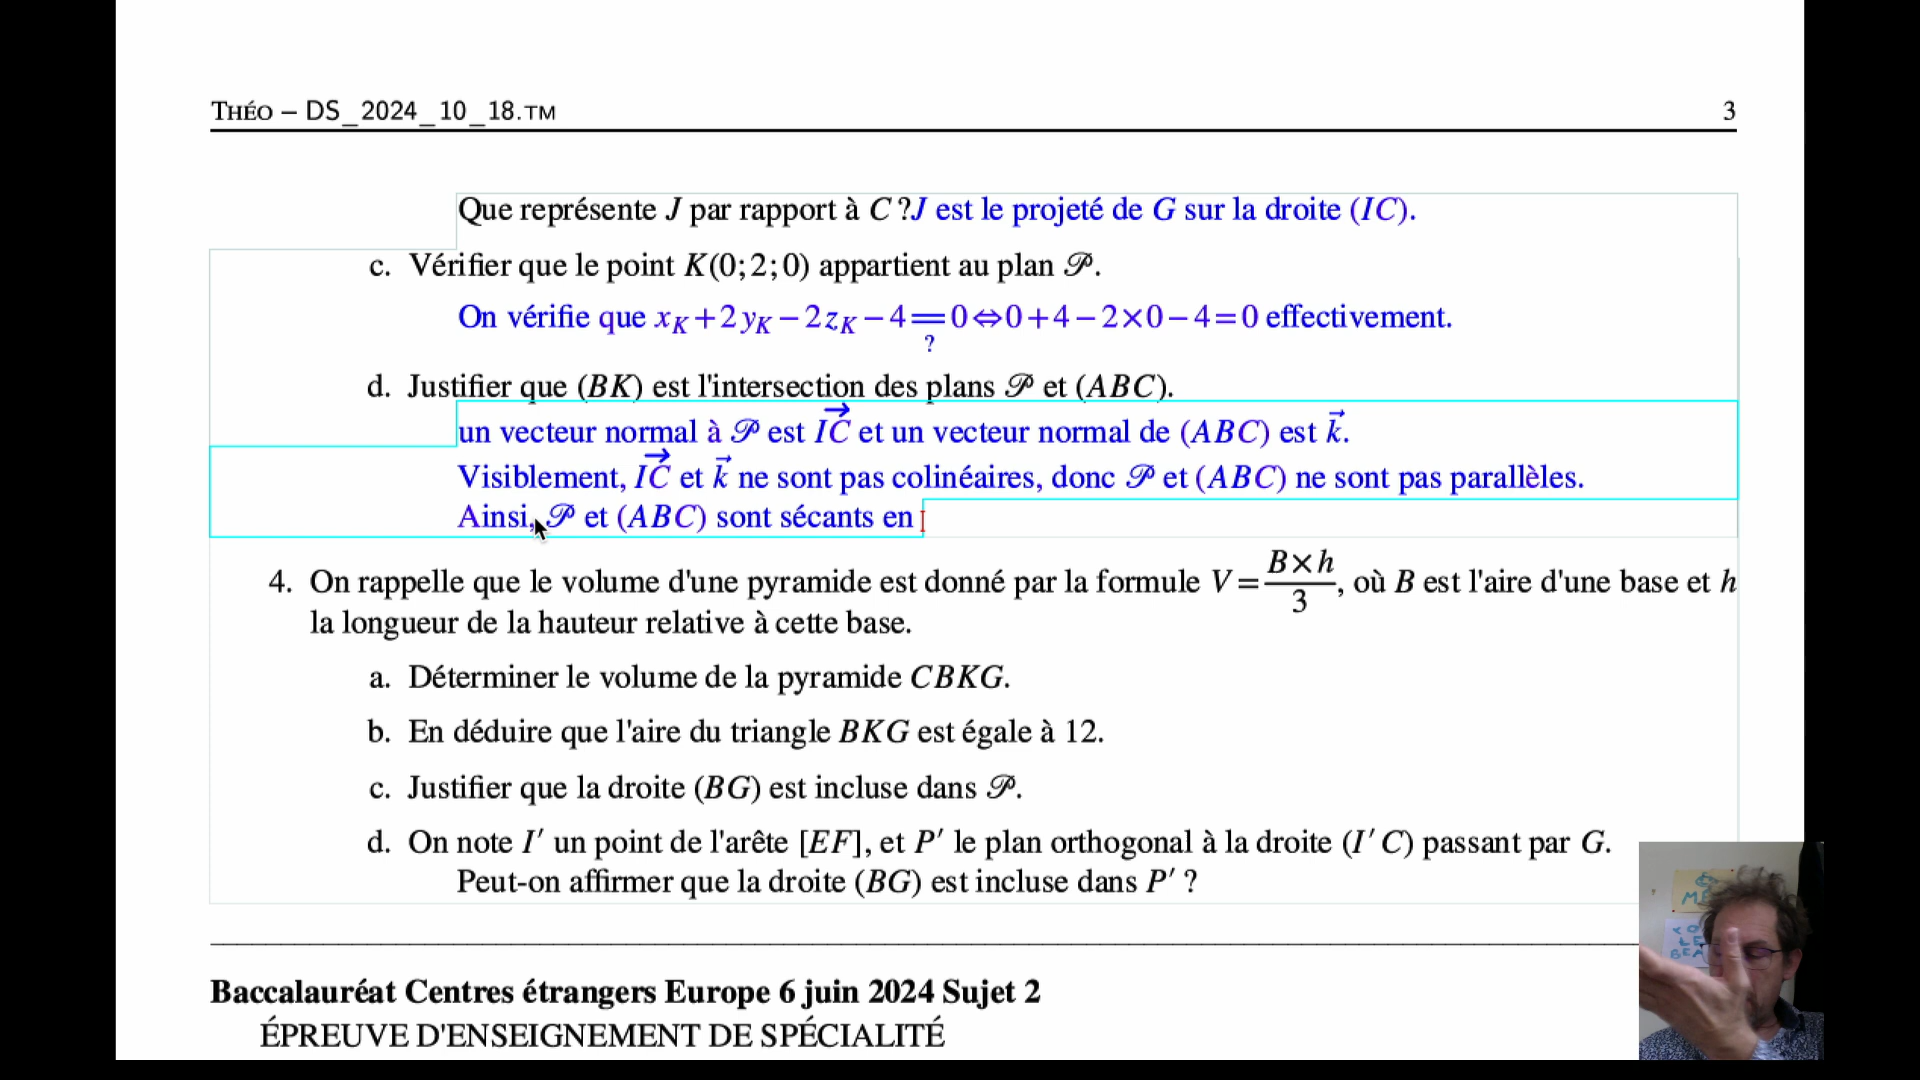 THÉO – DS_2024_10_18.TM 3
Que représente J par rapport à C ?J est le projeté de G sur la droite (IC).
c. Vérifier que le point K(0;2;0) appartient au plan 𝒫.
On vérifie que x_K+2y_K−2z_K−4=0⇔0+4−2×0−4=0 effectivement.
?
d. Justifier que (BK) est l'intersection des plans 𝒫 et (ABC).
un vecteur normal à 𝒫 est IC⃗ et un vecteur normal de (ABC) est k⃗.
Visiblement, IC⃗ et k⃗ ne sont pas colinéaires, donc 𝒫 et (ABC) ne sont pas parallèles.
Ainsi, 𝒫 et (ABC) sont sécants en
4. On rappelle que le volume d'une pyramide est donné par la formule V=B×h/3, où B est l'aire d'une base et h
la longueur de la hauteur relative à cette base.
a. Déterminer le volume de la pyramide CBKG.
b. En déduire que l'aire du triangle BKG est égale à 12.
c. Justifier que la droite (BG) est incluse dans 𝒫.
d. On note I′ un point de l'arête [EF], et P′ le plan orthogonal à la droite (I′C) passant par G.
Peut-on affirmer que la droite (BG) est incluse dans P′ ?
Baccalauréat Centres étrangers Europe 6 juin 2024 Sujet 2
ÉPREUVE D'ENSEIGNEMENT DE SPÉCIALITÉ